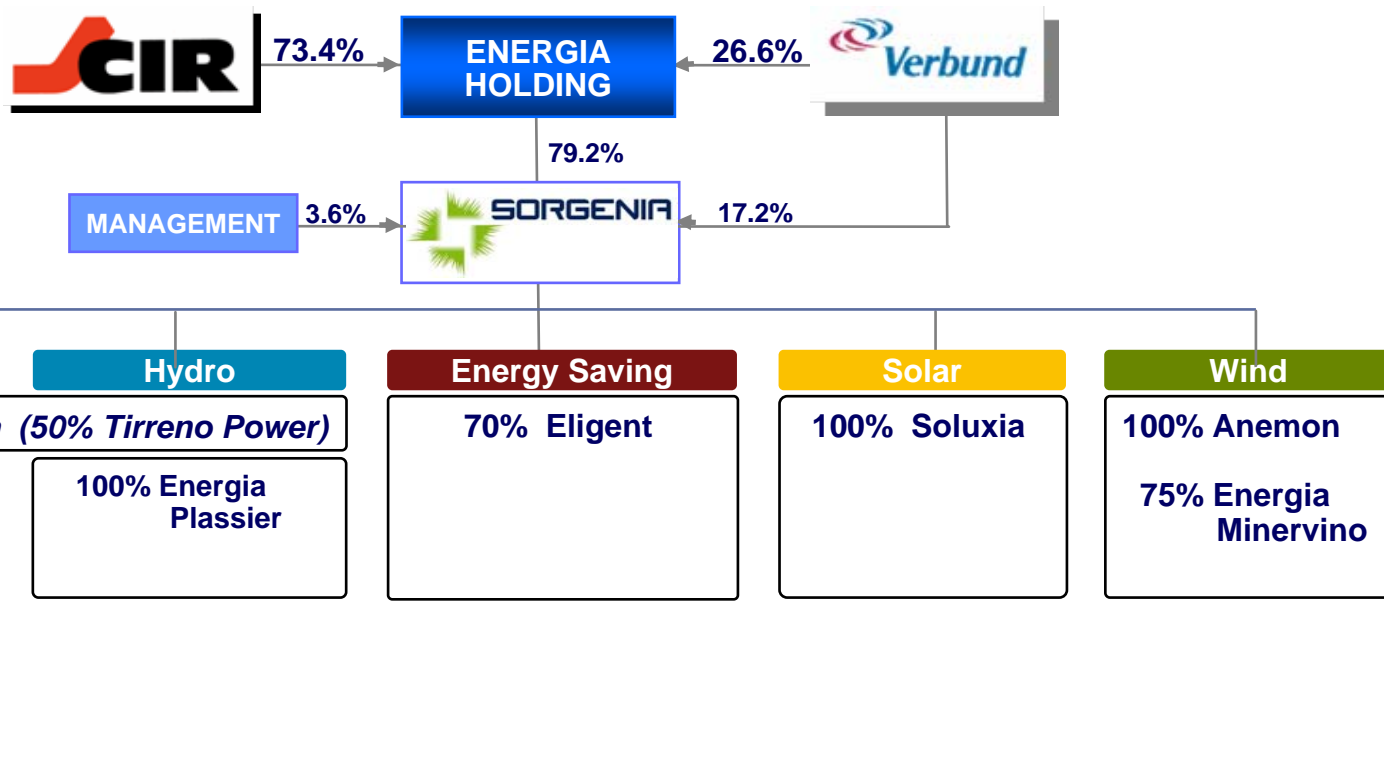 CIR
73.4%
ENERGIA
HOLDING
26.6%
Verbund
79.2%
MANAGEMENT
3.6%
SORGENIA
17.2%
Hydro
Energy Saving
Solar
Wind
(50% Tirreno Power)
100% Energia
Plassier
70% Eligent
100% Soluxia
100% Anemon
75% Energia
Minervino